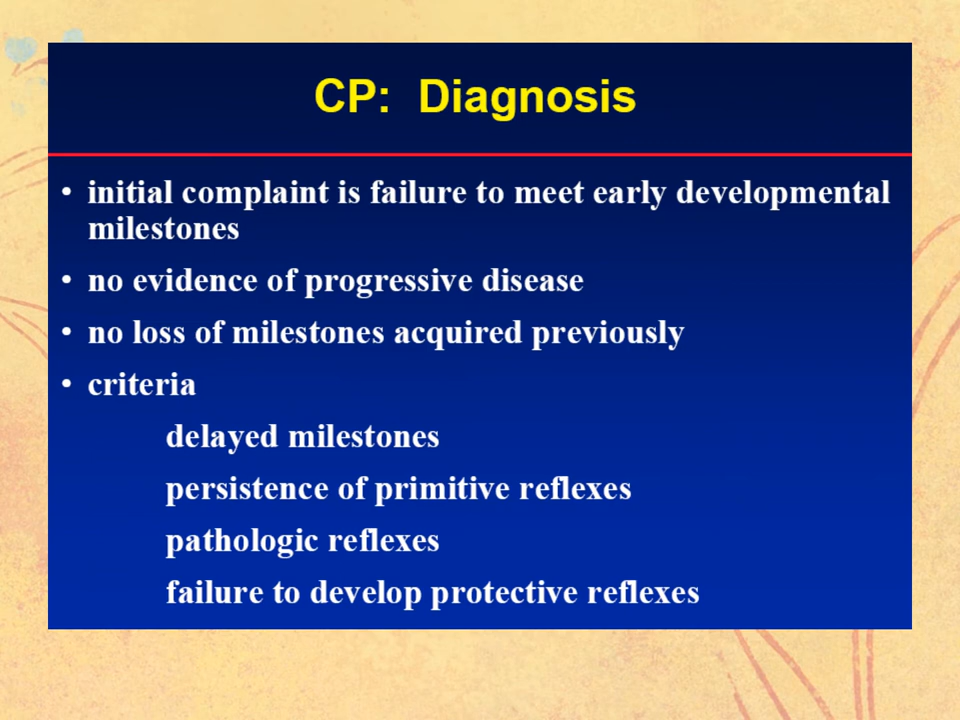 CP: Diagnosis
• initial complaint is failure to meet early developmental
milestones
• no evidence of progressive disease
• no loss of milestones acquired previously
• criteria
delayed milestones
persistence of primitive reflexes
pathologic reflexes
failure to develop protective reflexes